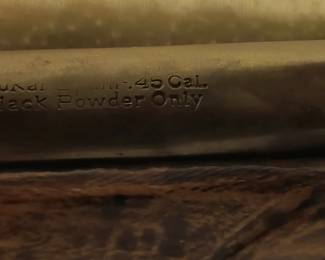 .45 Cal.
Black Powder Only